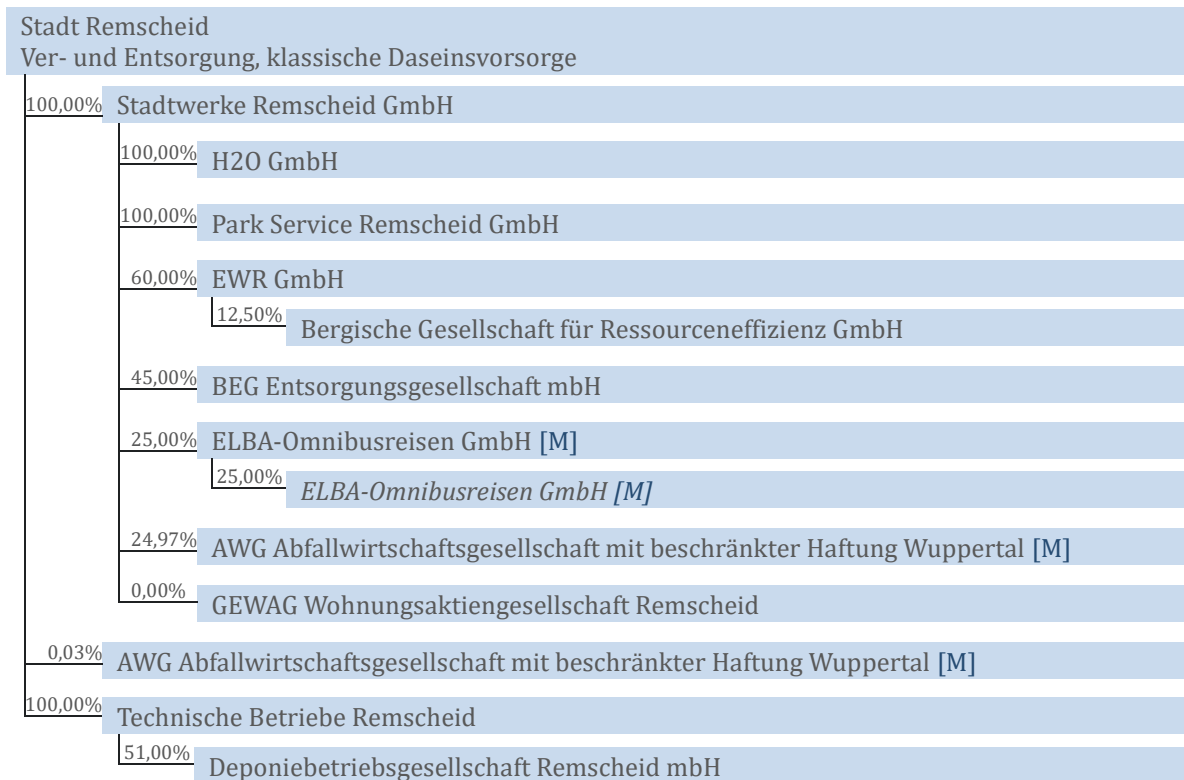 Stadt Remscheid
Ver- und Entsorgung, klassische Daseinsvorsorge
100,00% Stadtwerke Remscheid GmbH
100,00% H2O GmbH
100,00% Park Service Remscheid GmbH
60,00% EWR GmbH
12,50% Bergische Gesellschaft für Ressourceneffizienz GmbH
45,00% BEG Entsorgungsgesellschaft mbH
25,00% ELBA-Omnibusreisen GmbH [M]
25,00% ELBA-Omnibusreisen GmbH [M]
24,97% AWG Abfallwirtschaftsgesellschaft mit beschränkter Haftung Wuppertal [M]
0,00% GEWAG Wohnungsaktiengesellschaft Remscheid
0,03% AWG Abfallwirtschaftsgesellschaft mit beschränkter Haftung Wuppertal [M]
100,00% Technische Betriebe Remscheid
51,00% Deponiebetriebsgesellschaft Remscheid mbH